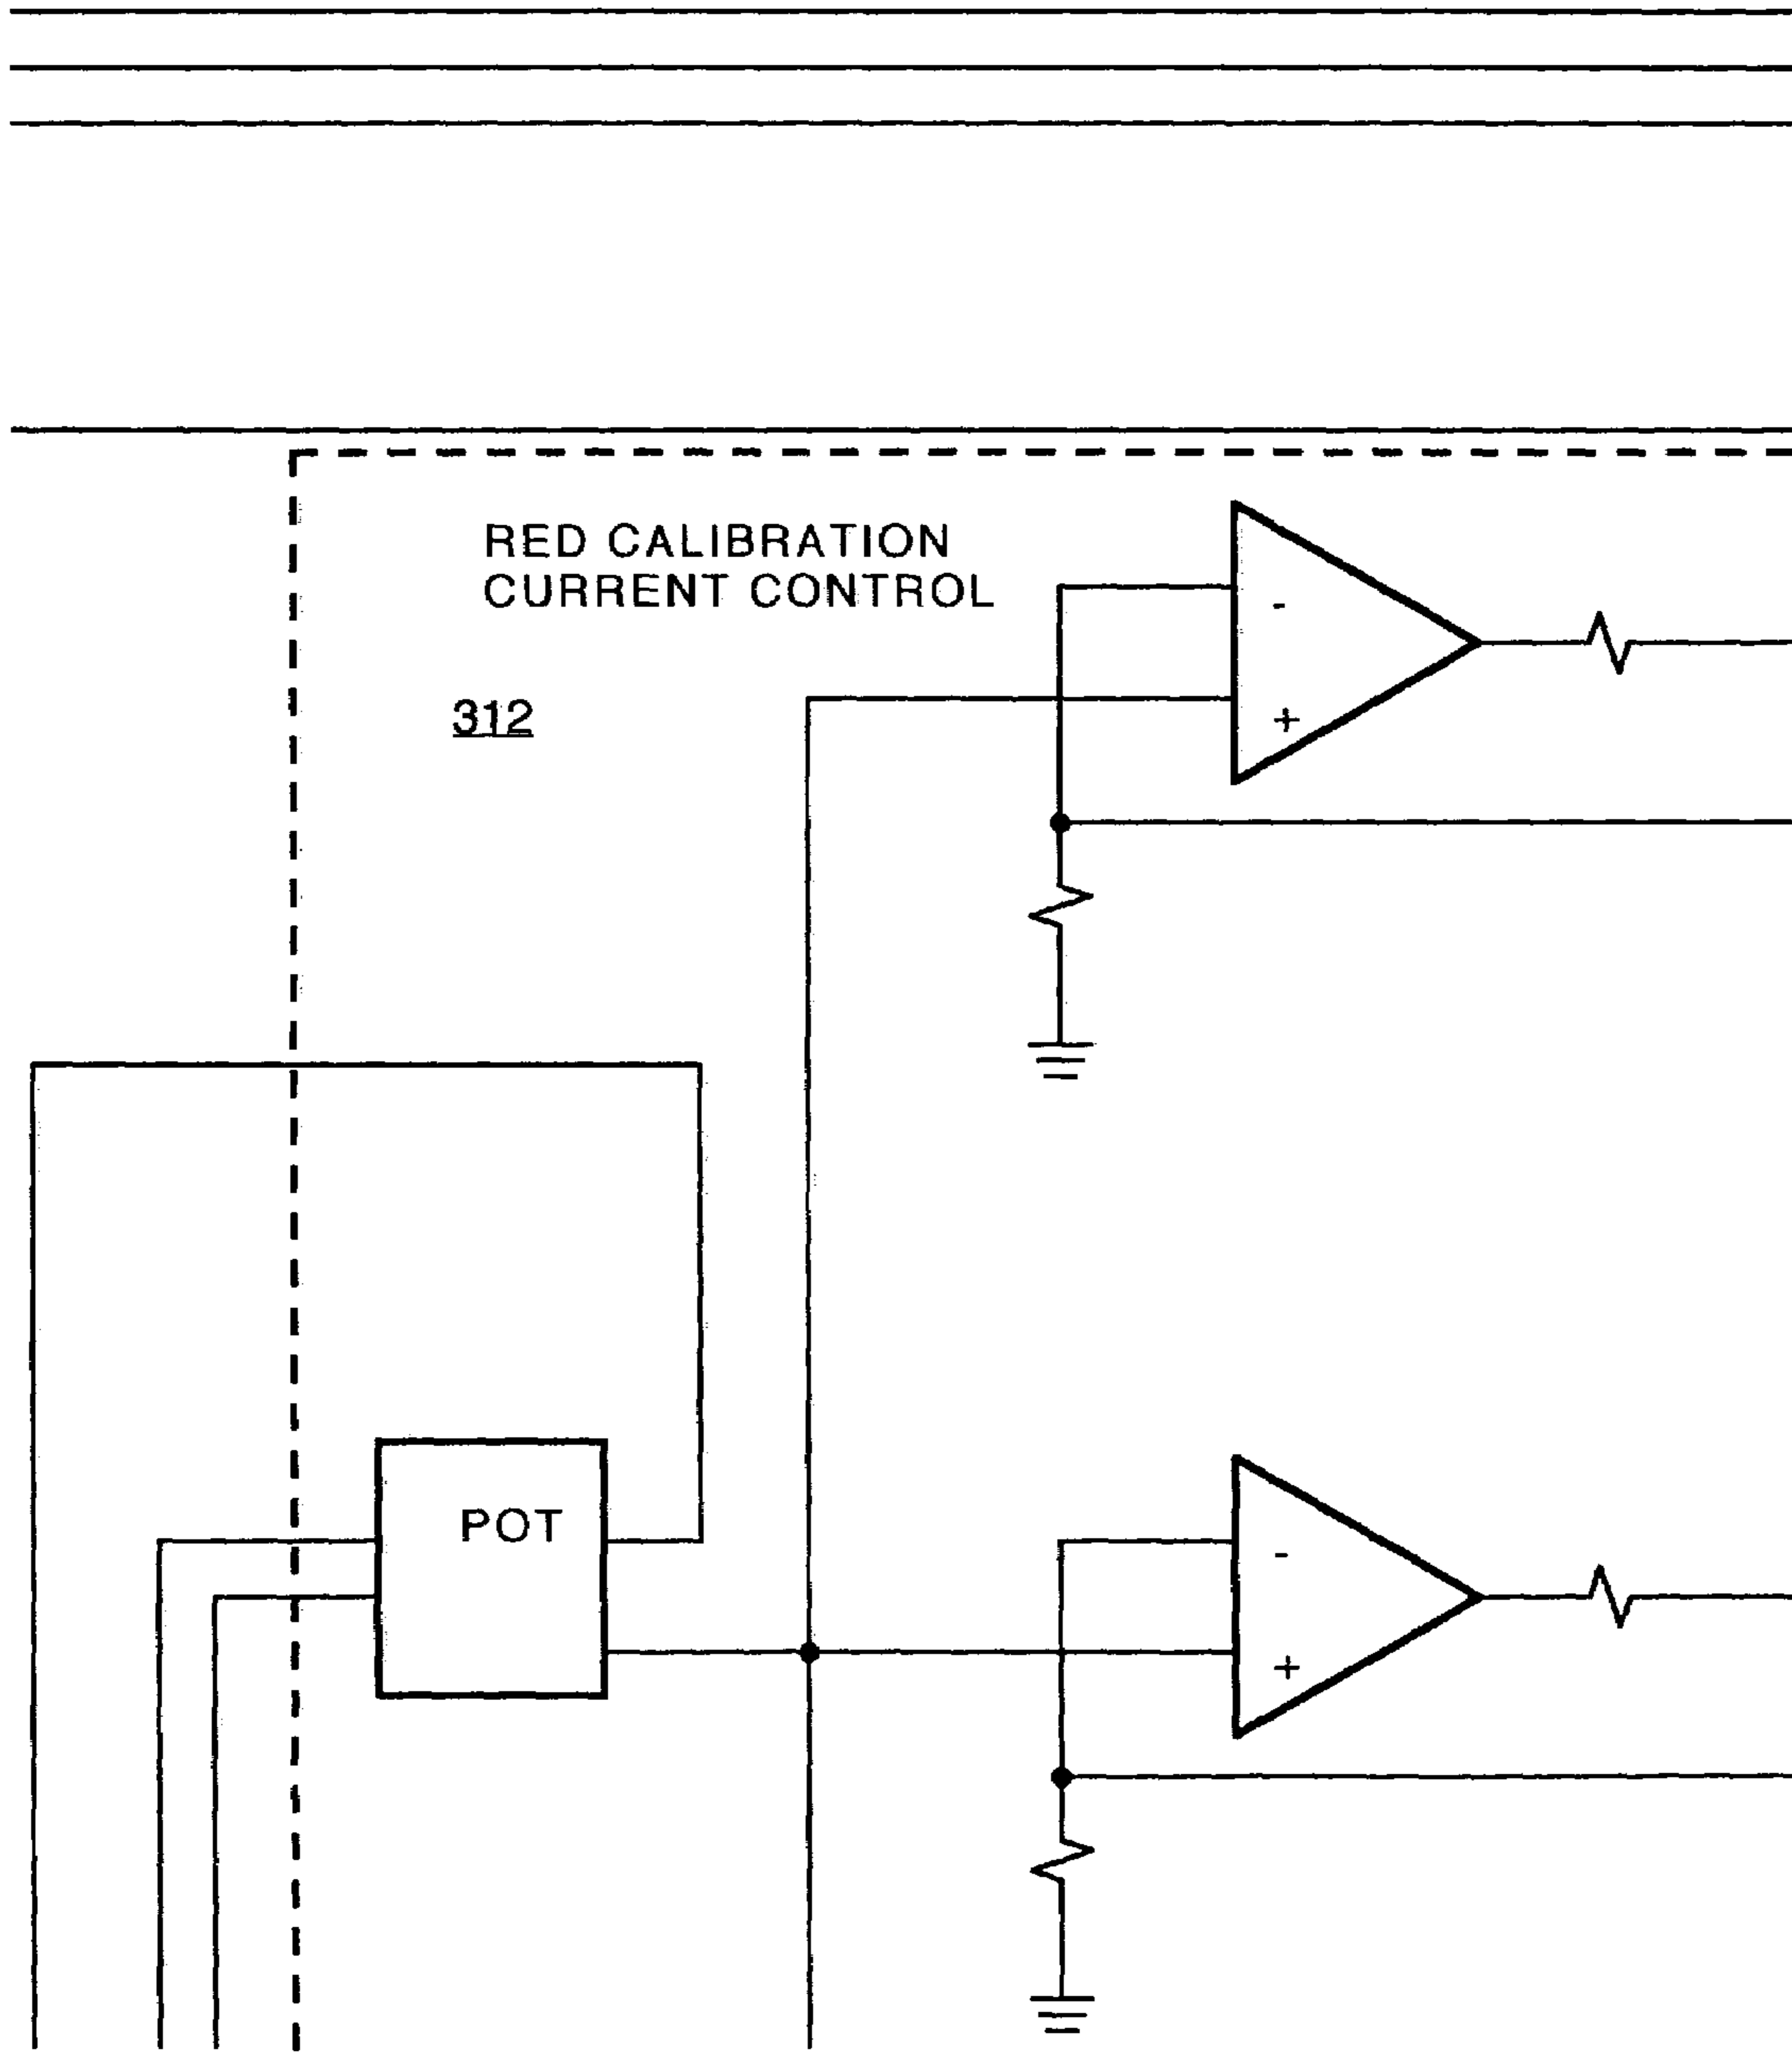 RED CALIBRATION
CURRENT CONTROL
-
312
+
POT
-
+